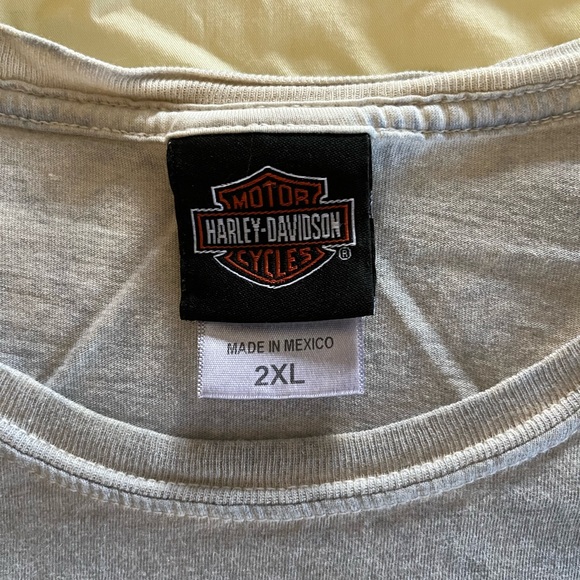 MOTOR
HARLEY-DAVIDSON
CYCLES ®
MADE IN MEXICO
2XL